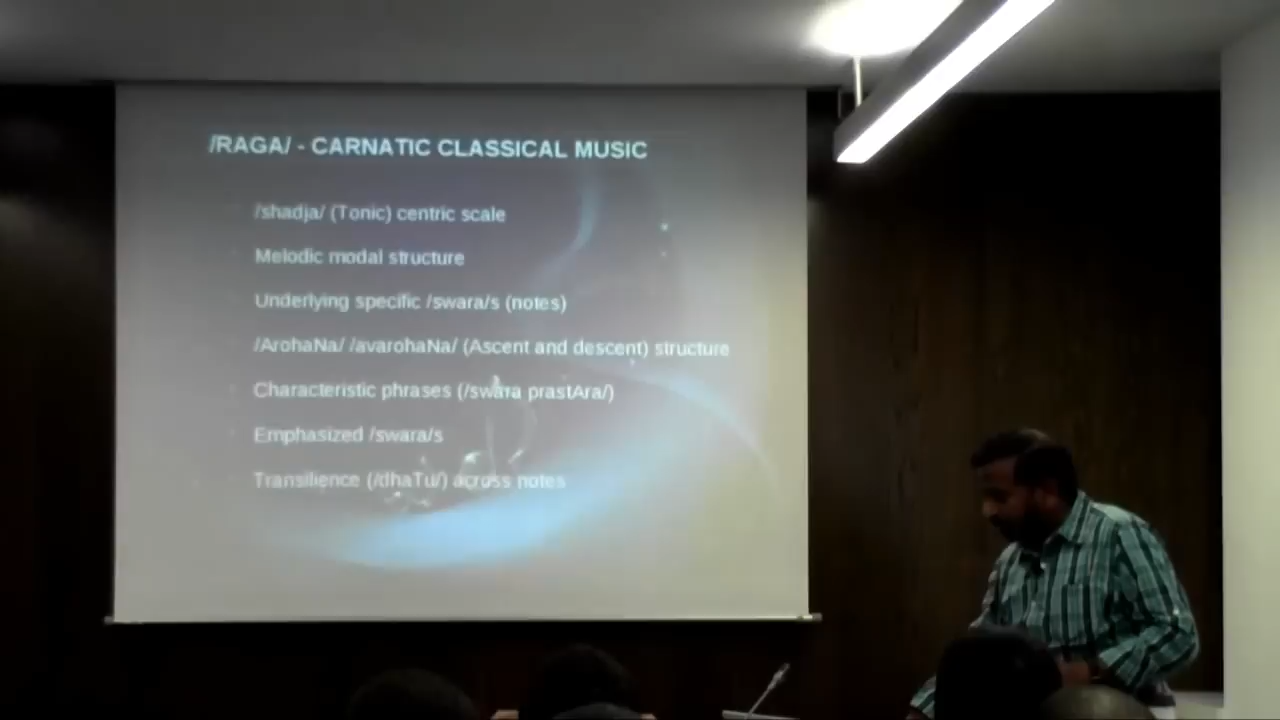 /RAGA/ - CARNATIC CLASSICAL MUSIC
/shadja/ (Tonic) centric scale
Melodic modal structure
Underlying specific /swara/s (notes)
/ArohaNa/ /avarohaNa/ (Ascent and descent) structure
Characteristic phrases (/swara prastAra/)
Emphasized /swara/s
Transilience (/dhaTu/) across notes